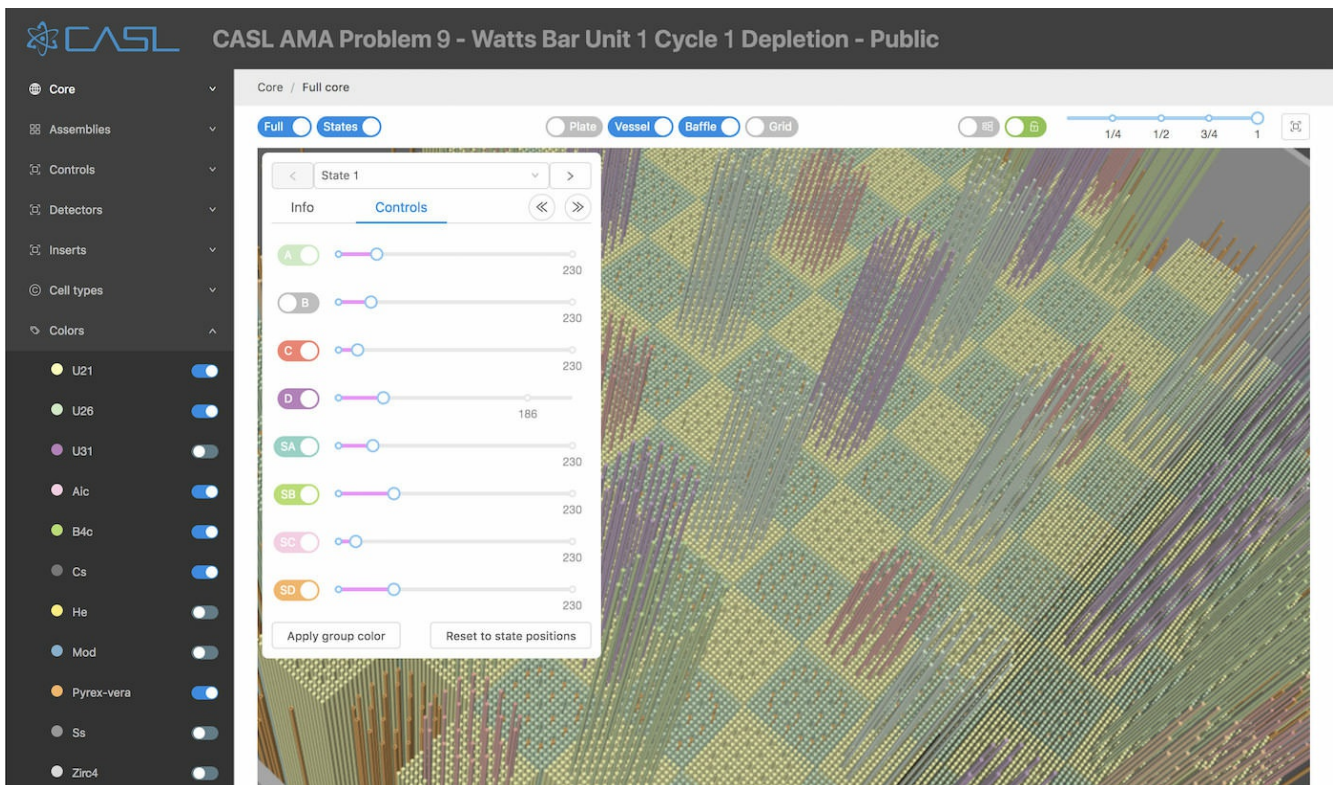 CASL
CASL AMA Problem 9 - Watts Bar Unit 1 Cycle 1 Depletion - Public
Core
Assemblies
Controls
Detectors
Inserts
Cell types
Colors
U21
U26
U31
Aic
B4c
Cs
He
Mod
Pyrex-vera
Ss
Zirc4
Core / Full core
Full States Plate Vessel Baffle Grid
1/4 1/2 3/4 1
State 1
Info Controls
A
230
B
230
C
230
D
186
SA
230
SB
230
SC
230
SD
230
Apply group color Reset to state positions